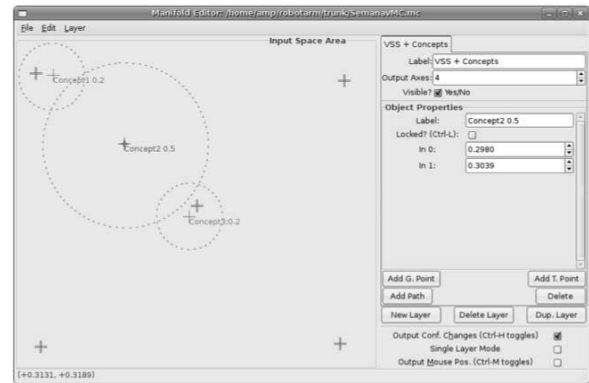 Manifold Editor: /home/amp/robotarm/trunk/SemanavMC.mc
File Edit Layer
Input Space Area
Concept1 0.2
Concept2 0.5
Concept3:0.2
(+0.3131, +0.3189)
VSS + Concepts
Label: VSS + Concepts
Output Axes: 4
Visible? Yes/No
Object Properties
Label: Concept2 0.5
Locked? (Ctrl-L):
In 0: 0.2980
In 1: 0.3039
Add G. Point Add T. Point
Add Path Delete
New Layer Delete Layer Dup. Layer
Output Conf. Changes (Ctrl-H toggles)
Single Layer Mode
Output Mouse Pos. (Ctrl-M toggles)